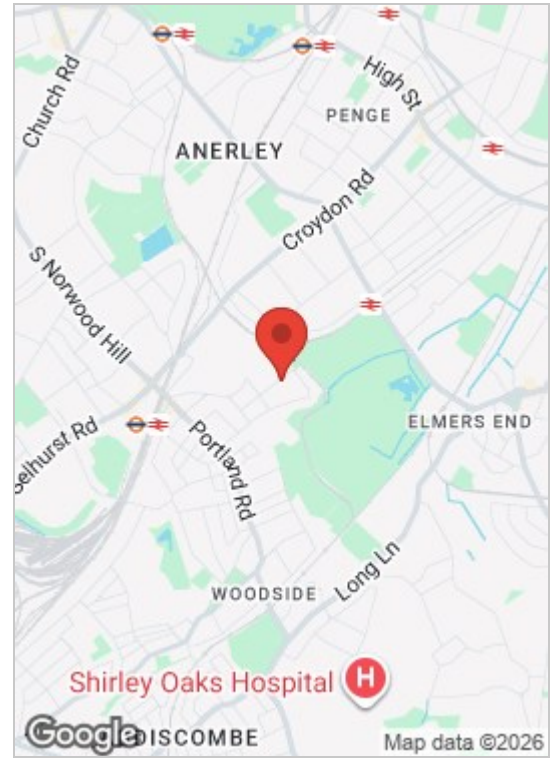 High St
Church Rd
PENGE
ANERLEY
Croydon Rd
S Norwood Hill
ELMERS END
Selhurst Rd
Portland Rd
Long Ln
WOODSIDE
Shirley Oaks Hospital
H
Google
DISCOMBE
Map data ©2026